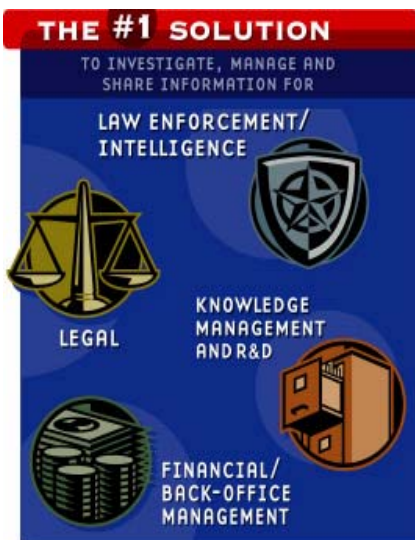 THE #1 SOLUTION
TO INVESTIGATE, MANAGE AND
SHARE INFORMATION FOR
LAW ENFORCEMENT/
INTELLIGENCE
LEGAL
KNOWLEDGE
MANAGEMENT
AND R&D
FINANCIAL/
BACK-OFFICE
MANAGEMENT